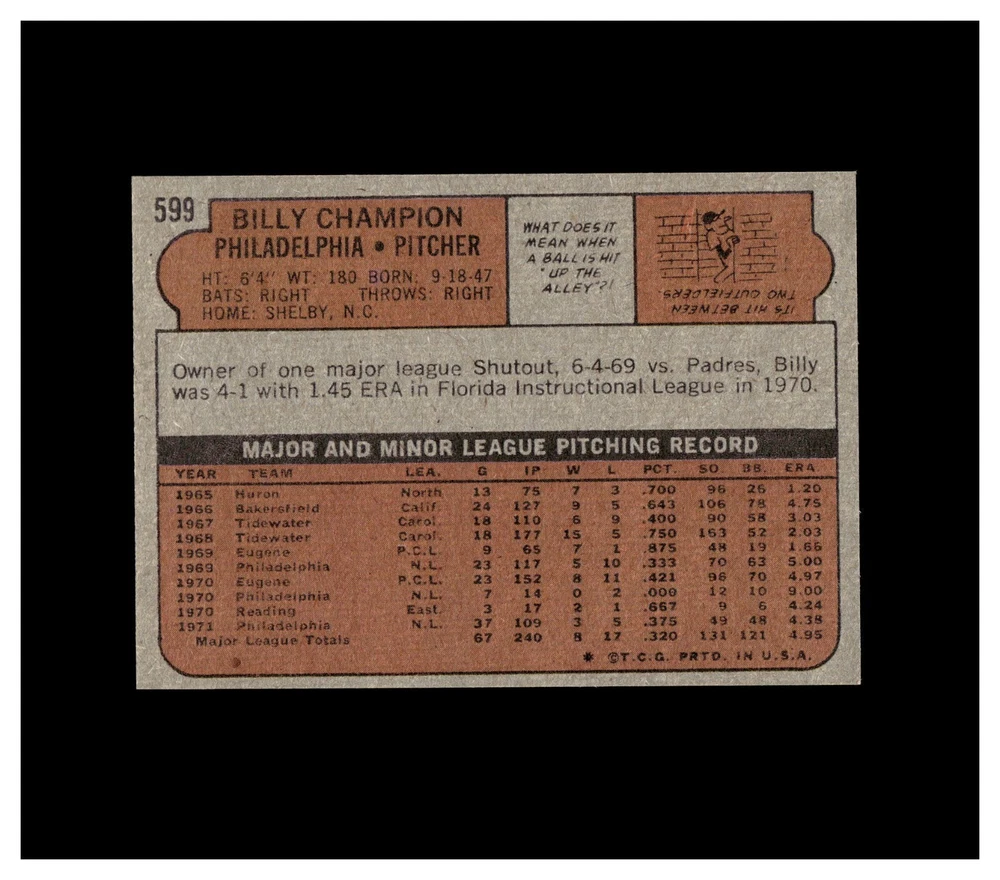 599
BILLY CHAMPION
PHILADELPHIA • PITCHER
HT: 6'4" WT: 180 BORN: 9-18-47
BATS: RIGHT THROWS: RIGHT
HOME: SHELBY, N.C.
WHAT DOES IT
MEAN WHEN
A BALL IS HIT
"UP THE
ALLEY"?!
ITS HIT BETWEEN
TWO OUTFIELDERS.
Owner of one major league Shutout, 6-4-69 vs. Padres, Billy
was 4-1 with 1.45 ERA in Florida Instructional League in 1970.
MAJOR AND MINOR LEAGUE PITCHING RECORD
YEAR TEAM LEA. G IP W L PCT. SO BB. ERA
1965 Huron North 13 75 7 3 .700 96 26 1.20
1966 Bakersfield Calif. 24 127 9 5 .643 106 78 4.75
1967 Tidewater Carol. 18 110 6 9 .400 90 58 3.03
1968 Tidewater Carol. 18 177 15 5 .750 163 52 2.03
1969 Eugene P.C.L. 9 65 7 1 .875 48 19 1.66
1969 Philadelphia N.L. 23 117 5 10 .333 70 63 5.00
1970 Eugene P.C.L. 23 152 8 11 .421 96 70 4.97
1970 Philadelphia N.L. 7 14 0 2 .000 12 10 9.00
1970 Reading East. 3 17 2 1 .667 9 6 4.24
1971 Philadelphia N.L. 37 109 3 5 .375 49 48 4.38
Major League Totals 67 240 8 17 .320 131 121 4.95
* ©T.C.G. PRTD. IN U.S.A.